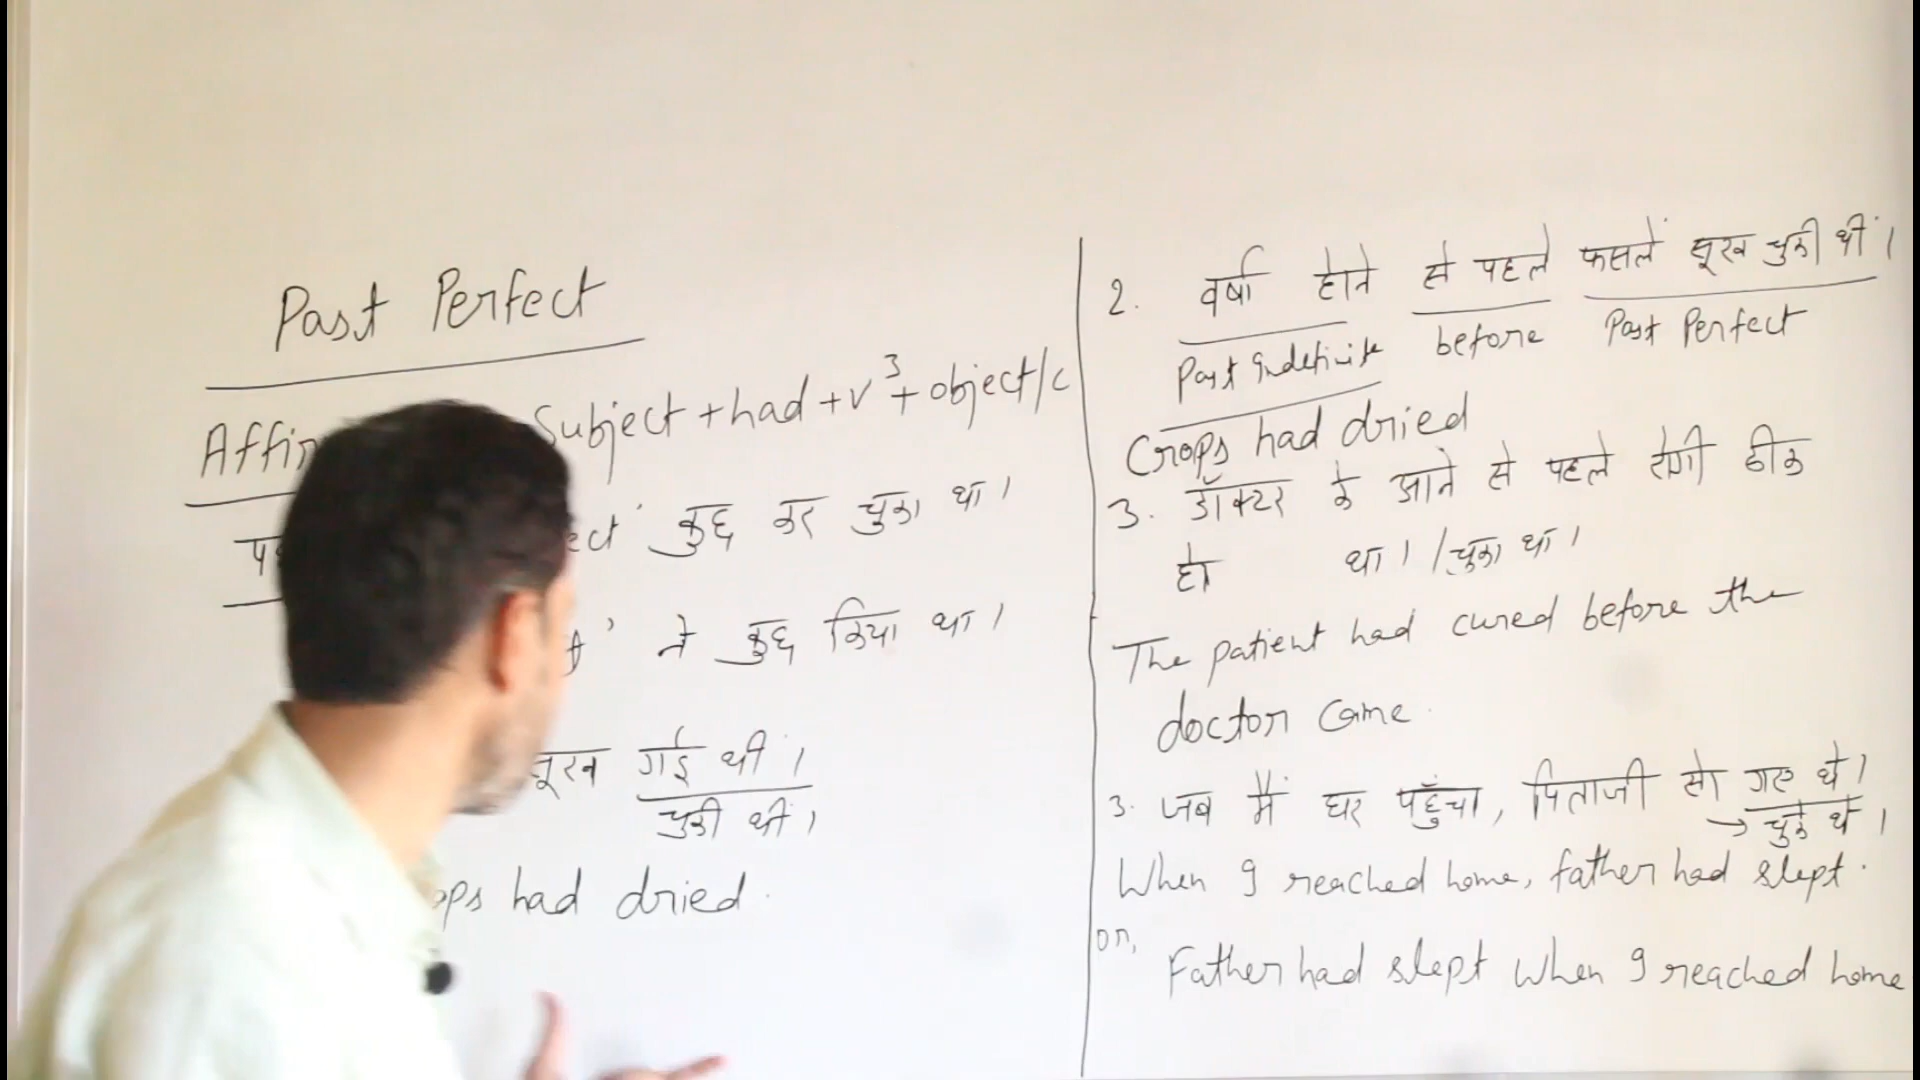 Past Perfect
Subject + had + v³ + object/c
कुछ कर चुका था।
ने कुछ किया था।
सूख गई थी।
चुकी थी।
had dried.
2. वर्षा होने से पहले फसलें सूख चुकी थीं।
Past Indefinite before Past Perfect
Crops had dried
3. डॉक्टर के आने से पहले रोगी ठीक
हो था। / चुका था।
The patient had cured before the
doctor came.
3. जब मैं घर पहुँचा, पिताजी सो गए थे।
→ चुके थे।
When I reached home, father had slept.
or,
Father had slept when I reached home